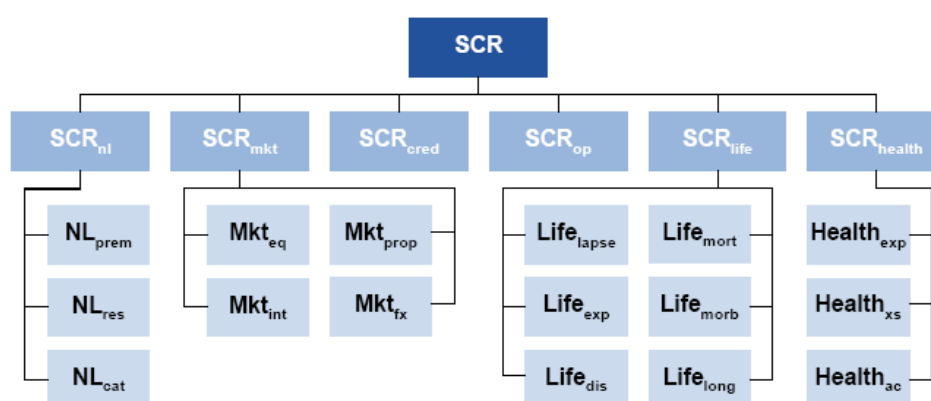 SCR
SCRnl SCRmkt SCRcred SCRop SCRlife SCRhealth
NLprem Mkteq Mktprop Lifelapse Lifemort Healthexp
NLres Mktint Mktfx Lifeexp Lifemorb Healthxs
NLcat Lifedis Lifelong Healthac